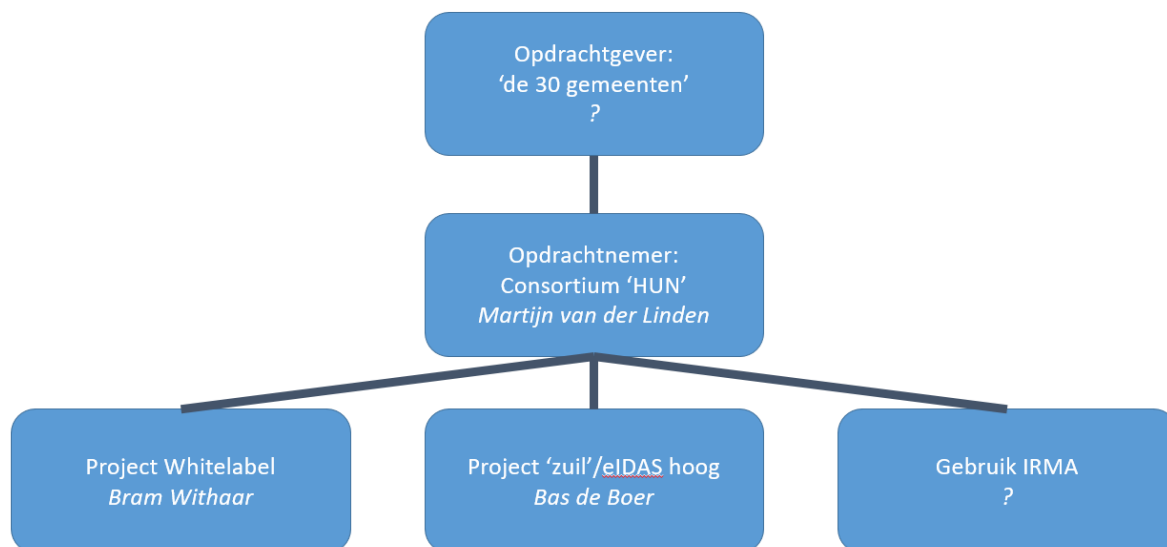 Opdrachtgever:
‘de 30 gemeenten’
?
Opdrachtnemer:
Consortium ‘HUN’
Martijn van der Linden
Project Whitelabel
Bram Withaar
Project ‘zuil’/eIDAS hoog
Bas de Boer
Gebruik IRMA
?